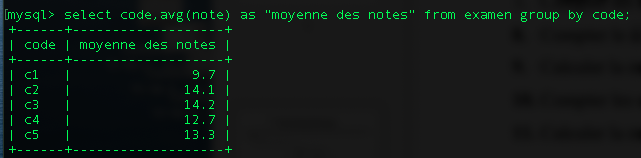 [mysql> select code,avg(note) as "moyenne des notes" from examen group by code;
+------+-------------------+
| code | moyenne des notes |
+------+-------------------+
| c1   |               9.7 |
| c2   |              14.1 |
| c3   |              14.2 |
| c4   |              12.7 |
| c5   |              13.3 |
+------+-------------------+